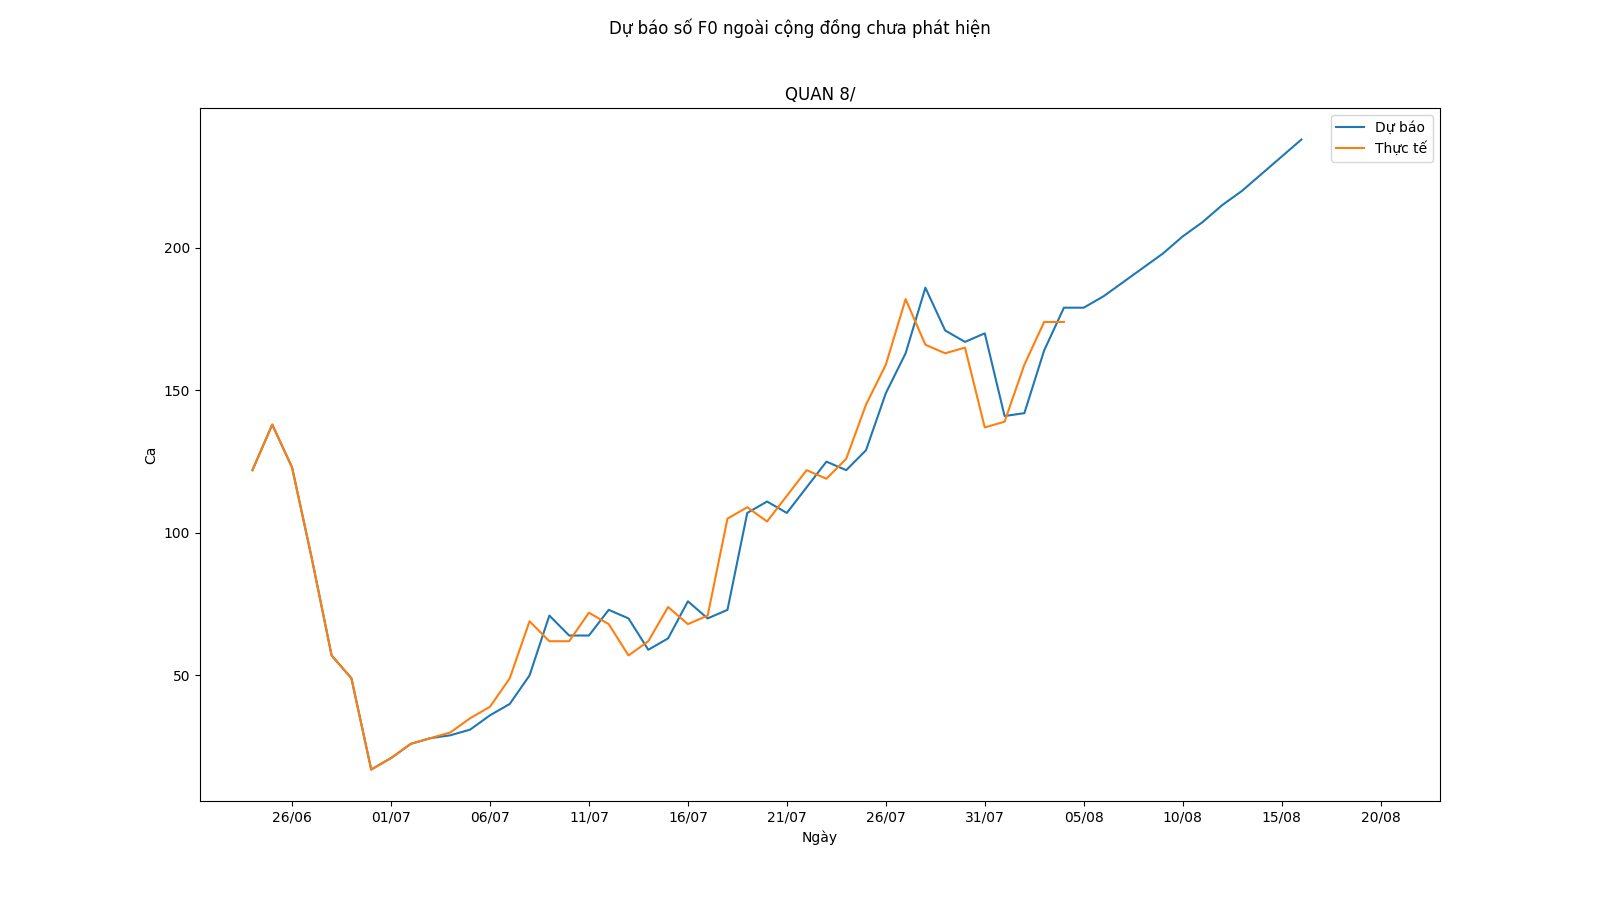 Dự báo số F0 ngoài cộng đồng chưa phát hiện
QUAN 8/
Dự báo
Thực tế
200
150
100
50
Ca
26/06 01/07 06/07 11/07 16/07 21/07 26/07 31/07 05/08 10/08 15/08 20/08
Ngày